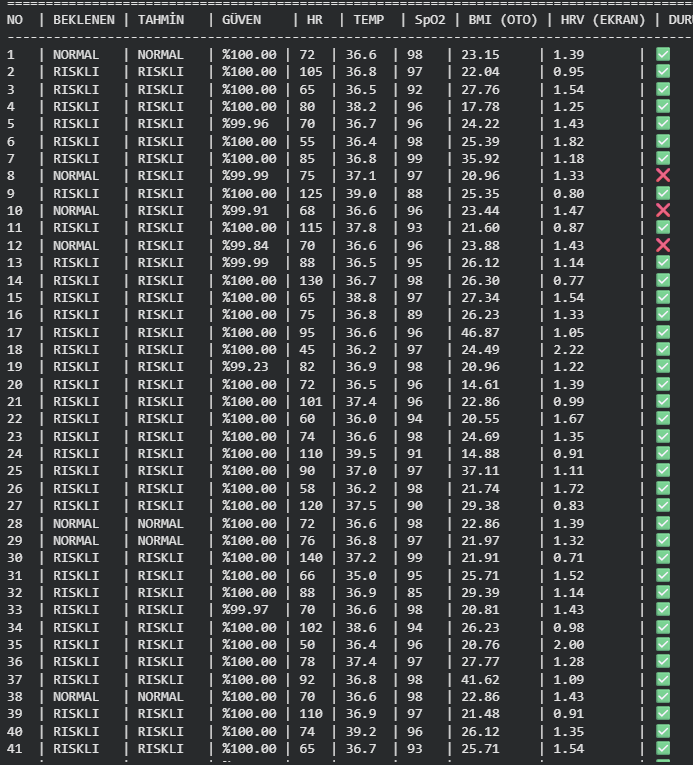 NO | BEKLENEN | TAHMİN | GÜVEN | HR | TEMP | SpO2 | BMI (OTO) | HRV (EKRAN) | DURU
1 | NORMAL | NORMAL | %100.00 | 72 | 36.6 | 98 | 23.15 | 1.39 | ✅
2 | RISKLI | RISKLI | %100.00 | 105 | 36.8 | 97 | 22.04 | 0.95 | ✅
3 | RISKLI | RISKLI | %100.00 | 65 | 36.5 | 92 | 27.76 | 1.54 | ✅
4 | RISKLI | RISKLI | %100.00 | 80 | 38.2 | 96 | 17.78 | 1.25 | ✅
5 | RISKLI | RISKLI | %99.96 | 70 | 36.7 | 96 | 24.22 | 1.43 | ✅
6 | RISKLI | RISKLI | %100.00 | 55 | 36.4 | 98 | 25.39 | 1.82 | ✅
7 | RISKLI | RISKLI | %100.00 | 85 | 36.8 | 99 | 35.92 | 1.18 | ✅
8 | NORMAL | RISKLI | %99.99 | 75 | 37.1 | 97 | 20.96 | 1.33 | ❌
9 | RISKLI | RISKLI | %100.00 | 125 | 39.0 | 88 | 25.35 | 0.80 | ✅
10 | NORMAL | RISKLI | %99.91 | 68 | 36.6 | 96 | 23.44 | 1.47 | ❌
11 | RISKLI | RISKLI | %100.00 | 115 | 37.8 | 93 | 21.60 | 0.87 | ✅
12 | NORMAL | RISKLI | %99.84 | 70 | 36.6 | 96 | 23.88 | 1.43 | ❌
13 | RISKLI | RISKLI | %99.99 | 88 | 36.5 | 95 | 26.12 | 1.14 | ✅
14 | RISKLI | RISKLI | %100.00 | 130 | 36.7 | 98 | 26.30 | 0.77 | ✅
15 | RISKLI | RISKLI | %100.00 | 65 | 38.8 | 97 | 27.34 | 1.54 | ✅
16 | RISKLI | RISKLI | %100.00 | 75 | 36.8 | 89 | 26.23 | 1.33 | ✅
17 | RISKLI | RISKLI | %100.00 | 95 | 36.6 | 96 | 46.87 | 1.05 | ✅
18 | RISKLI | RISKLI | %100.00 | 45 | 36.2 | 97 | 24.49 | 2.22 | ✅
19 | RISKLI | RISKLI | %99.23 | 82 | 36.9 | 98 | 20.96 | 1.22 | ✅
20 | RISKLI | RISKLI | %100.00 | 72 | 36.5 | 96 | 14.61 | 1.39 | ✅
21 | RISKLI | RISKLI | %100.00 | 101 | 37.4 | 96 | 22.86 | 0.99 | ✅
22 | RISKLI | RISKLI | %100.00 | 60 | 36.0 | 94 | 20.55 | 1.67 | ✅
23 | RISKLI | RISKLI | %100.00 | 74 | 36.6 | 98 | 24.69 | 1.35 | ✅
24 | RISKLI | RISKLI | %100.00 | 110 | 39.5 | 91 | 14.88 | 0.91 | ✅
25 | RISKLI | RISKLI | %100.00 | 90 | 37.0 | 97 | 37.11 | 1.11 | ✅
26 | RISKLI | RISKLI | %100.00 | 58 | 36.2 | 98 | 21.74 | 1.72 | ✅
27 | RISKLI | RISKLI | %100.00 | 120 | 37.5 | 90 | 29.38 | 0.83 | ✅
28 | NORMAL | NORMAL | %100.00 | 72 | 36.6 | 98 | 22.86 | 1.39 | ✅
29 | NORMAL | NORMAL | %100.00 | 76 | 36.8 | 97 | 21.97 | 1.32 | ✅
30 | RISKLI | RISKLI | %100.00 | 140 | 37.2 | 99 | 21.91 | 0.71 | ✅
31 | RISKLI | RISKLI | %100.00 | 66 | 35.0 | 95 | 25.71 | 1.52 | ✅
32 | RISKLI | RISKLI | %100.00 | 88 | 36.9 | 85 | 29.39 | 1.14 | ✅
33 | RISKLI | RISKLI | %99.97 | 70 | 36.6 | 98 | 20.81 | 1.43 | ✅
34 | RISKLI | RISKLI | %100.00 | 102 | 38.6 | 94 | 26.23 | 0.98 | ✅
35 | RISKLI | RISKLI | %100.00 | 50 | 36.4 | 96 | 20.76 | 2.00 | ✅
36 | RISKLI | RISKLI | %100.00 | 78 | 37.4 | 97 | 27.77 | 1.28 | ✅
37 | RISKLI | RISKLI | %100.00 | 92 | 36.8 | 98 | 41.62 | 1.09 | ✅
38 | NORMAL | NORMAL | %100.00 | 70 | 36.6 | 98 | 22.86 | 1.43 | ✅
39 | RISKLI | RISKLI | %100.00 | 110 | 36.9 | 97 | 21.48 | 0.91 | ✅
40 | RISKLI | RISKLI | %100.00 | 74 | 39.2 | 96 | 26.12 | 1.35 | ✅
41 | RISKLI | RISKLI | %100.00 | 65 | 36.7 | 93 | 25.71 | 1.54 | ✅